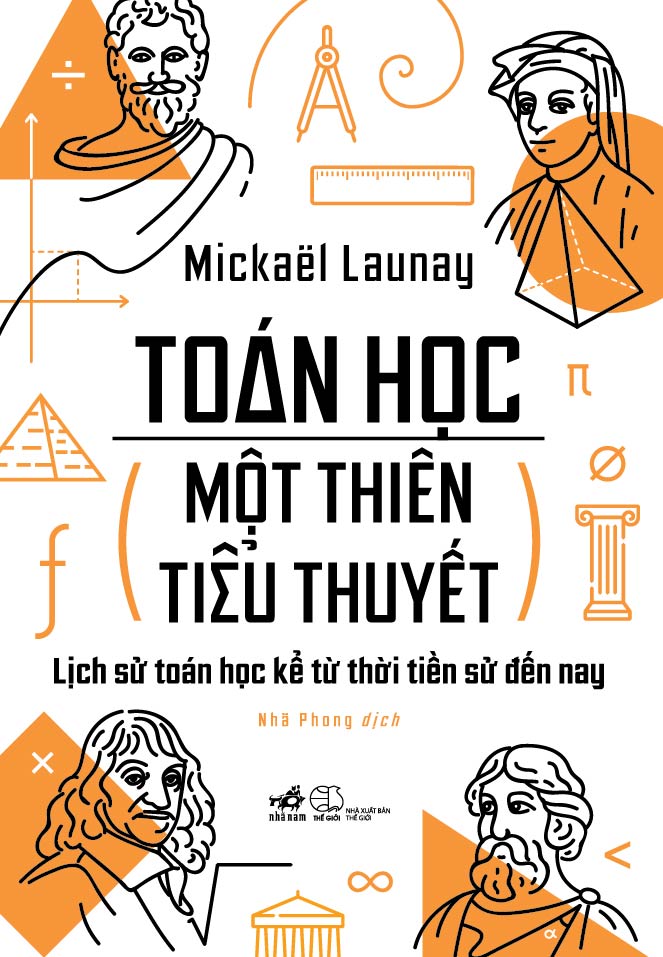 ÷
Mickaël Launay
TOÁN HỌC
π
(MỘT THIÊN
TIỂU THUYẾT)
Ø
ƒ
Lịch sử toán học kể từ thời tiền sử đến nay
Nhã Phong dịch
×
nhã nam
THẾ GIỚI
NHÀ XUẤT BẢN
THẾ GIỚI
∞
<
α